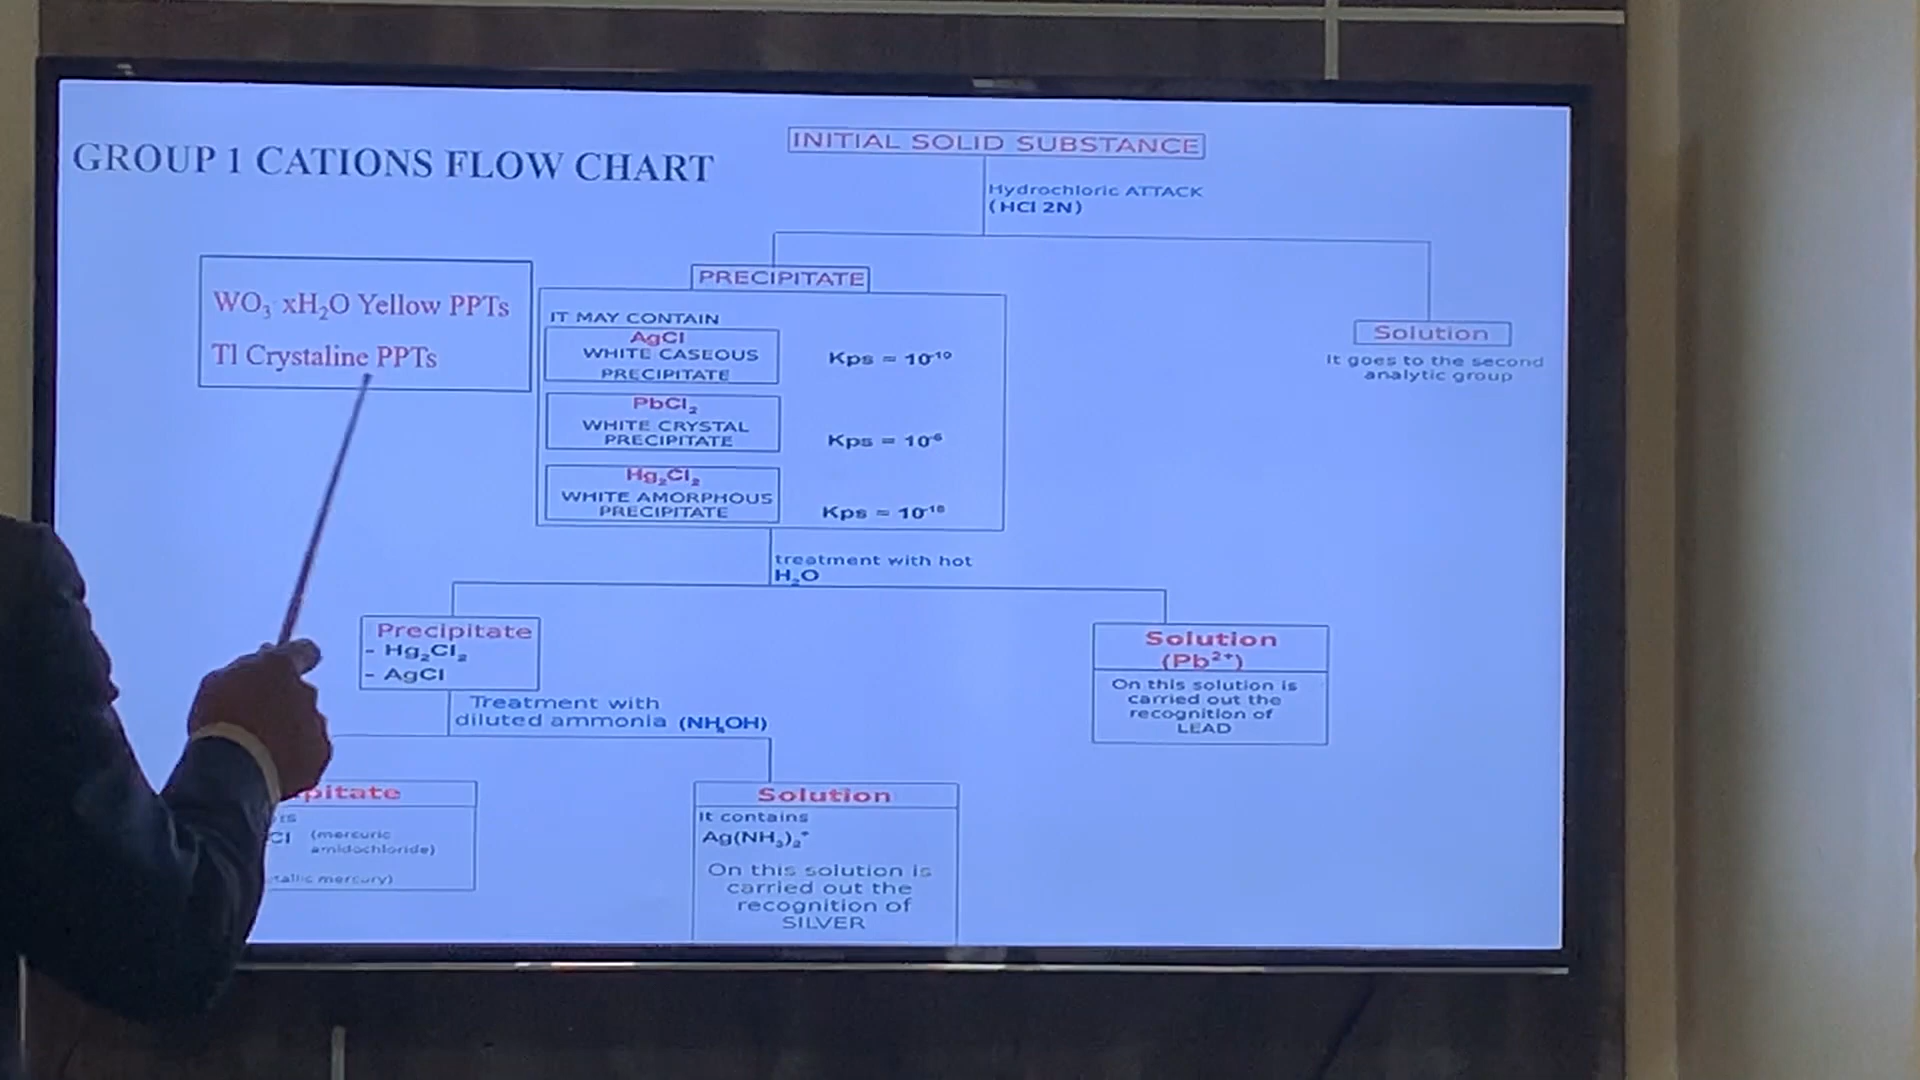 GROUP 1 CATIONS FLOW CHART
INITIAL SOLID SUBSTANCE
Hydrochloric ATTACK
(HCl 2N)
WO₃ xH₂O Yellow PPTs
Tl Crystaline PPTs
PRECIPITATE
IT MAY CONTAIN
AgCl
WHITE CASEOUS
PRECIPITATE
Kps = 10⁻¹⁰
PbCl₂
WHITE CRYSTAL
PRECIPITATE
Kps = 10⁻⁶
Hg₂Cl₂
WHITE AMORPHOUS
PRECIPITATE
Kps = 10⁻¹⁸
Solution
It goes to the second
analytic group
treatment with hot
H₂O
Precipitate
- Hg₂Cl₂
- AgCl
Solution
(Pb²⁺)
On this solution is
carried out the
recognition of
LEAD
Treatment with
diluted ammonia (NH₄OH)
pitate
Cl (mercuric
amidochloride)
mercury)
Solution
It contains
Ag(NH₃)₂⁺
On this solution is
carried out the
recognition of
SILVER